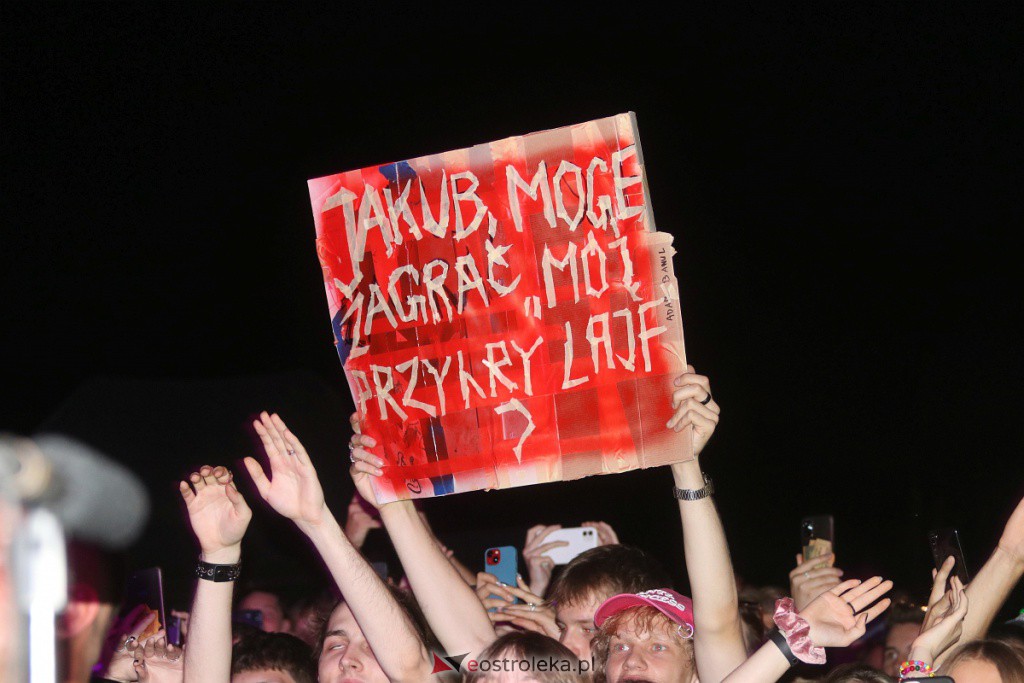 JAKUB, MOGĘ
ZAGRAĆ „MÓJ
PRZYKRY LAJF
?
eostroleka.pl